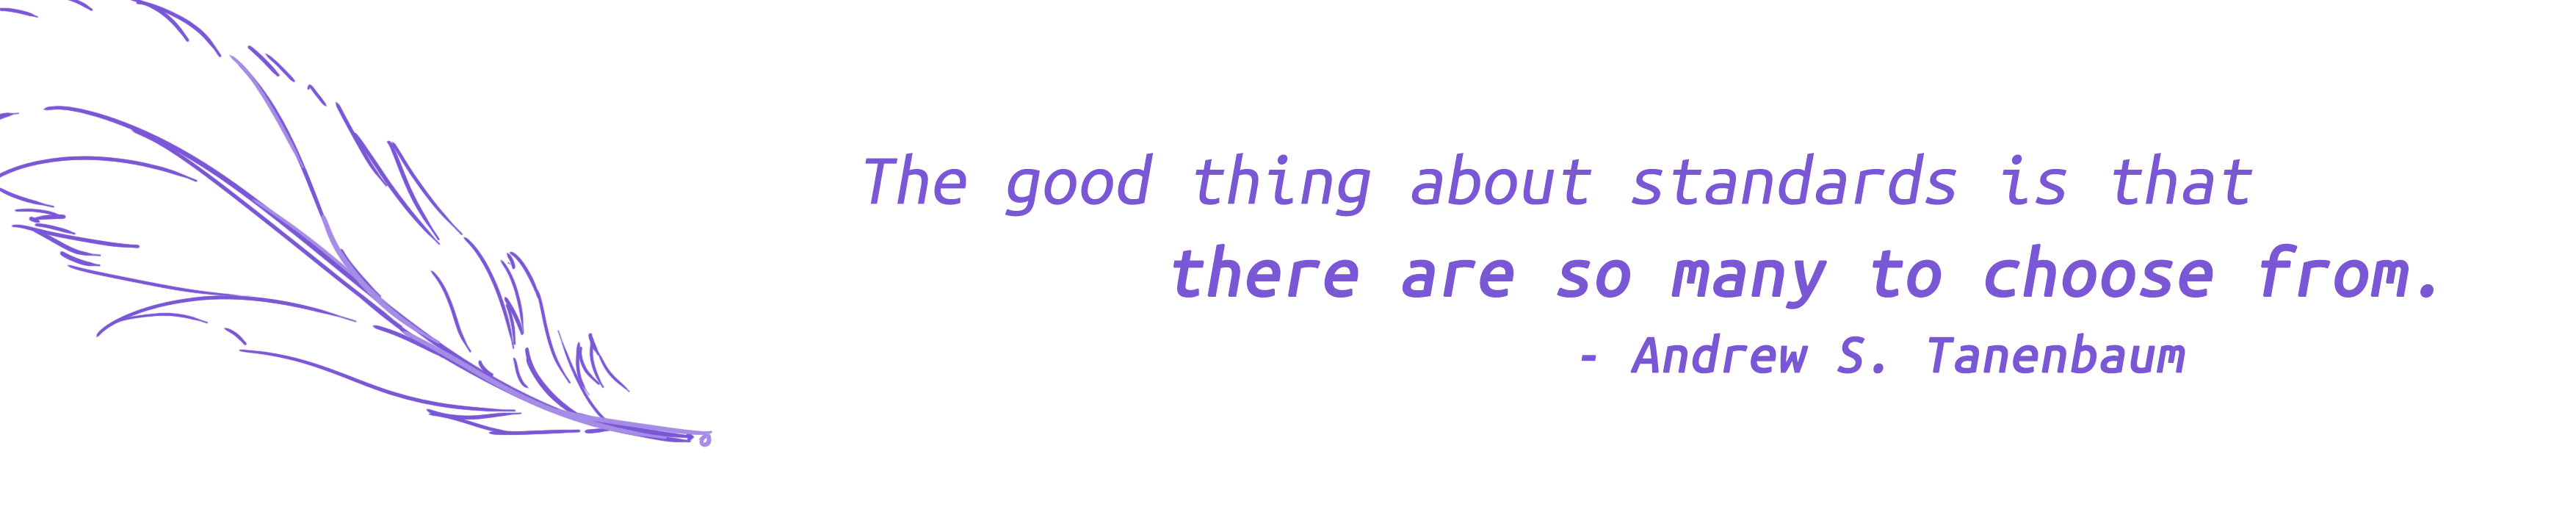 The good thing about standards is that
there are so many to choose from.
- Andrew S. Tanenbaum